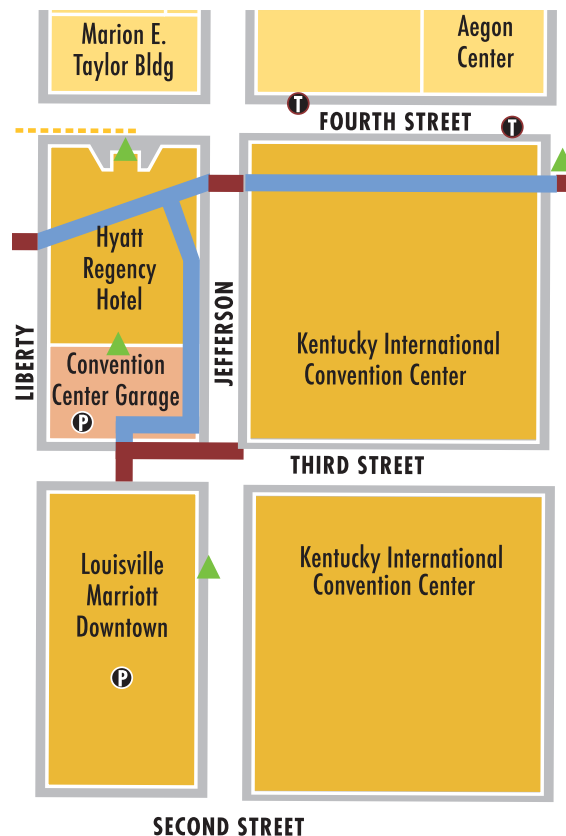 Marion E.
Taylor Bldg
Aegon
Center
T
FOURTH STREET
T
Hyatt
Regency
Hotel
LIBERTY
JEFFERSON
Kentucky International
Convention Center
Convention
Center Garage
P
THIRD STREET
Louisville
Marriott
Downtown
P
Kentucky International
Convention Center
SECOND STREET